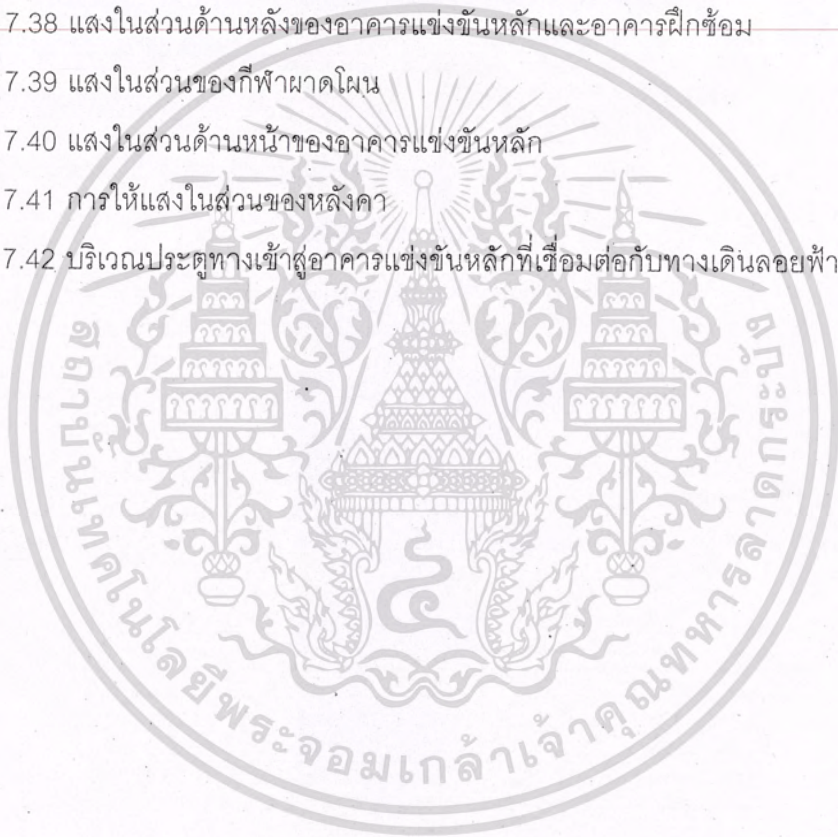 7.38 แสงในส่วนด้านหลังของอาคารแข่งขันหลักและอาคารฝึกซ้อม
7.39 แสงในส่วนของกีฬาผาดโผน
7.40 แสงในส่วนด้านหน้าของอาคารแข่งขันหลัก
7.41 การให้แสงในส่วนของหลังคา
7.42 บริเวณประตูทางเข้าสู่อาคารแข่งขันหลักที่เชื่อมต่อกับทางเดินลอยฟ้า
สถาบันเทคโนโลยีพระจอมเกล้าเจ้าคุณทหารลาดกระบัง